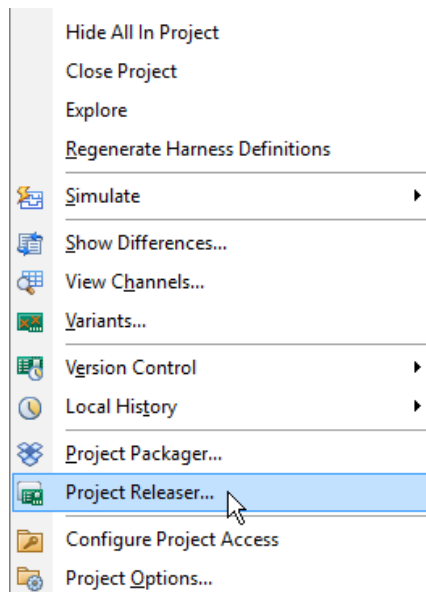 Hide All In Project
Close Project
Explore
Regenerate Harness Definitions
Simulate
Show Differences...
View Channels...
Variants...
Version Control
Local History
Project Packager...
Project Releaser...
Configure Project Access
Project Options...